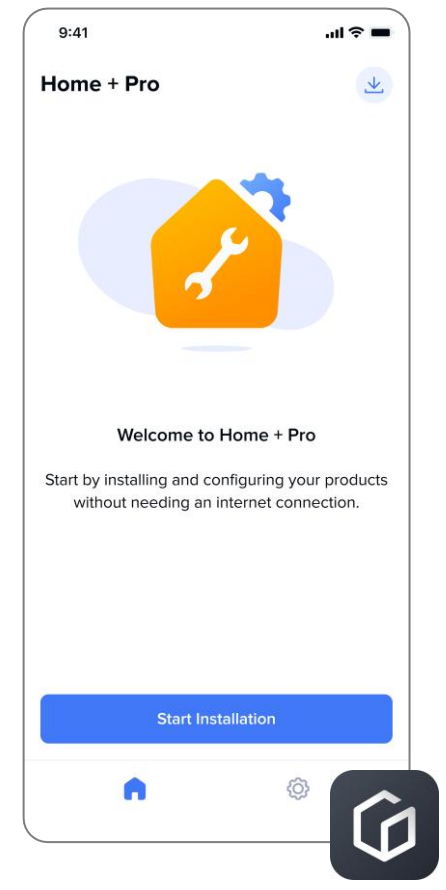 9:41
Home + Pro
Welcome to Home + Pro
Start by installing and configuring your products
without needing an internet connection.
Start Installation